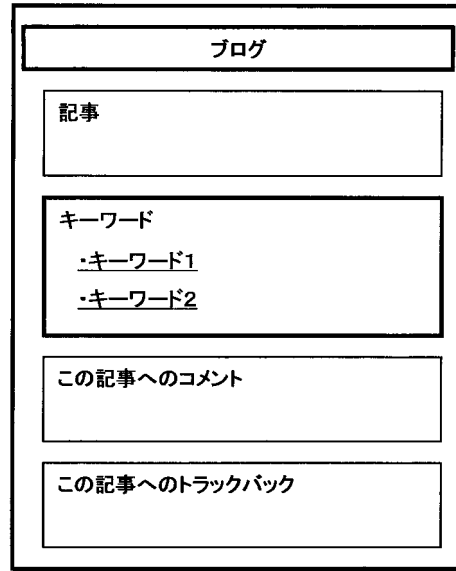 ブログ
記事
キーワード
・キーワード1
・キーワード2
この記事へのコメント
この記事へのトラックバック